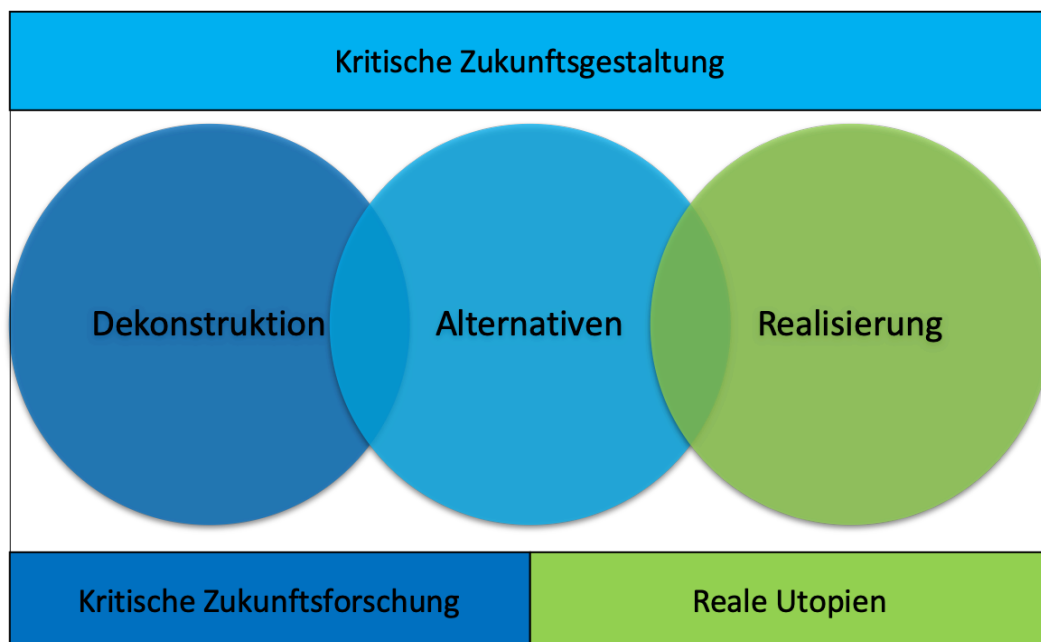 Kritische Zukunftsgestaltung
Dekonstruktion
Alternativen
Realisierung
Kritische Zukunftsforschung
Reale Utopien